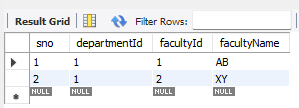 Result Grid Filter Rows:
sno departmentId facultyId facultyName
1 1 1 AB
2 1 2 XY
NULL NULL NULL NULL